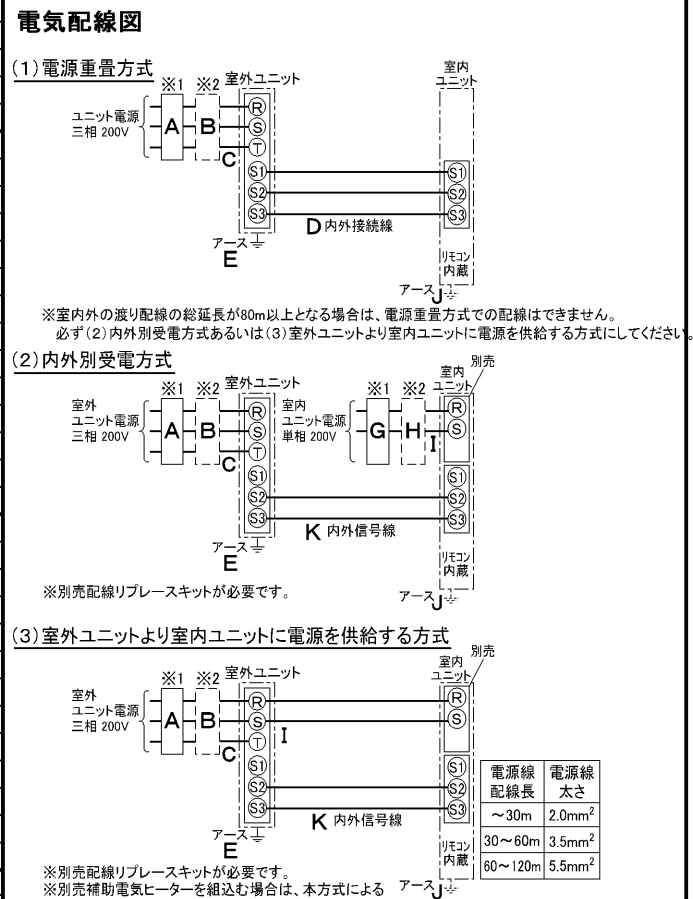 電気配線図
(1)電源重畳方式
※1 ※2 室外ユニット
室内
ユニット
ユニット電源
三相 200V
A B
C
R
S
T
S1 S1
S2 S2
S3 S3
D 内外接続線
アース
E
リモコン
内蔵
アース J
※室内外の渡り配線の総延長が80m以上となる場合は、電源重畳方式での配線はできません。
必ず(2)内外別受電方式あるいは(3)室外ユニットより室内ユニットに電源を供給する方式にしてください。
(2)内外別受電方式
別売
※1 ※2 室外ユニット ※1 ※2
室内
ユニット
室外
ユニット電源
三相 200V
A B
C
R
S
T
室内
ユニット電源
単相 200V
G H
I
R
S
S1 S1
S2 S2
S3 S3
K 内外信号線
アース
E
リモコン
内蔵
※別売配線リプレースキットが必要です。
アース J
(3)室外ユニットより室内ユニットに電源を供給する方式
別売
※1 ※2 室外ユニット
室内
ユニット
室外
ユニット電源
三相 200V
A B
C
R R
S S
T
I
S1 S1
S2 S2
S3 S3
K 内外信号線
電源線 電源線
配線長 太さ
～30m 2.0mm²
30～60m 3.5mm²
60～120m 5.5mm²
アース
E
リモコン
内蔵
※別売配線リプレースキットが必要です。
※別売補助電気ヒーターを組込む場合は、本方式による
アース J